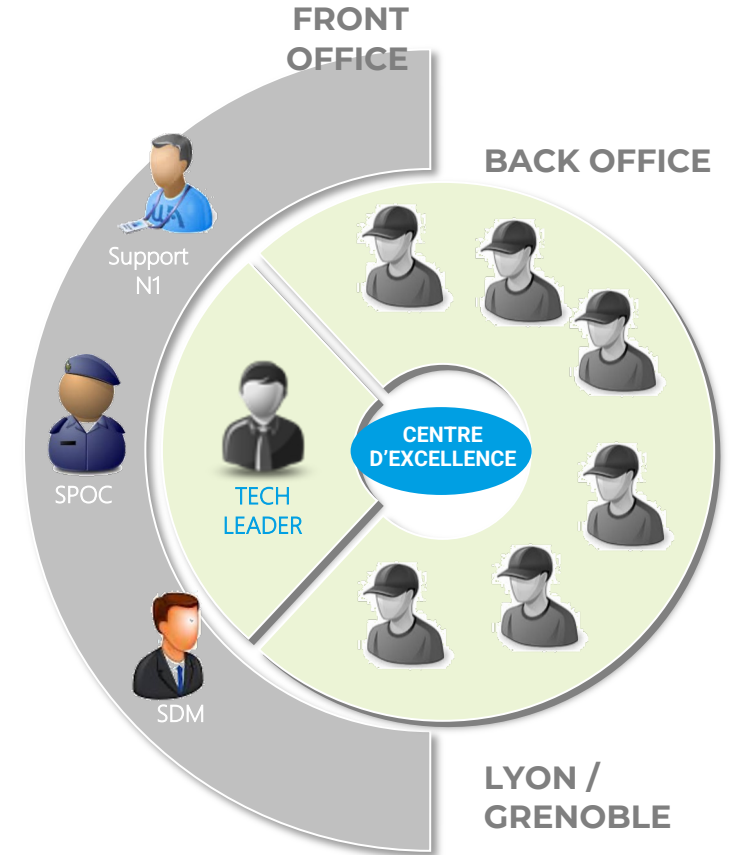 FRONT
OFFICE
BACK OFFICE
Support
N1
CENTRE
D'EXCELLENCE
SPOC
TECH
LEADER
SDM
LYON /
GRENOBLE